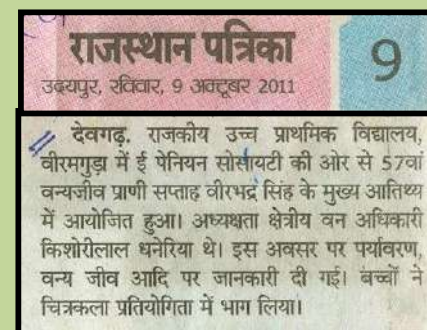 राजस्थान पत्रिका
9
उदयपुर, रविवार, 9 अक्टूबर 2011
देवगढ़. राजकीय उच्च प्राथमिक विद्यालय,
वीरमगुड़ा में ई पेनियन सोसायटी की ओर से 57वां
वन्यजीव प्राणी सप्ताह वीरभद्र सिंह के मुख्य आतिथ्य
में आयोजित हुआ। अध्यक्षता क्षेत्रीय वन अधिकारी
किशोरीलाल धनेरिया थे। इस अवसर पर पर्यावरण,
वन्य जीव आदि पर जानकारी दी गई। बच्चों ने
चित्रकला प्रतियोगिता में भाग लिया।